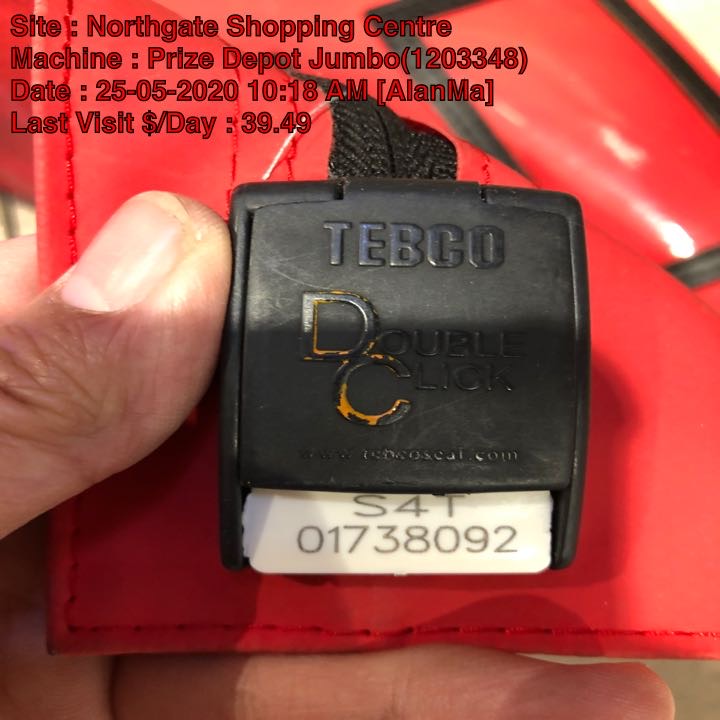 Site : Northgate Shopping Centre
Machine : Prize Depot Jumbo(1203348)
Date : 25-05-2020 10:18 AM [AlanMa]
Last Visit $/Day : 39.49
TEBCO
DOUBLE
CLICK
www.tebcoseal.com
S4T
01738092